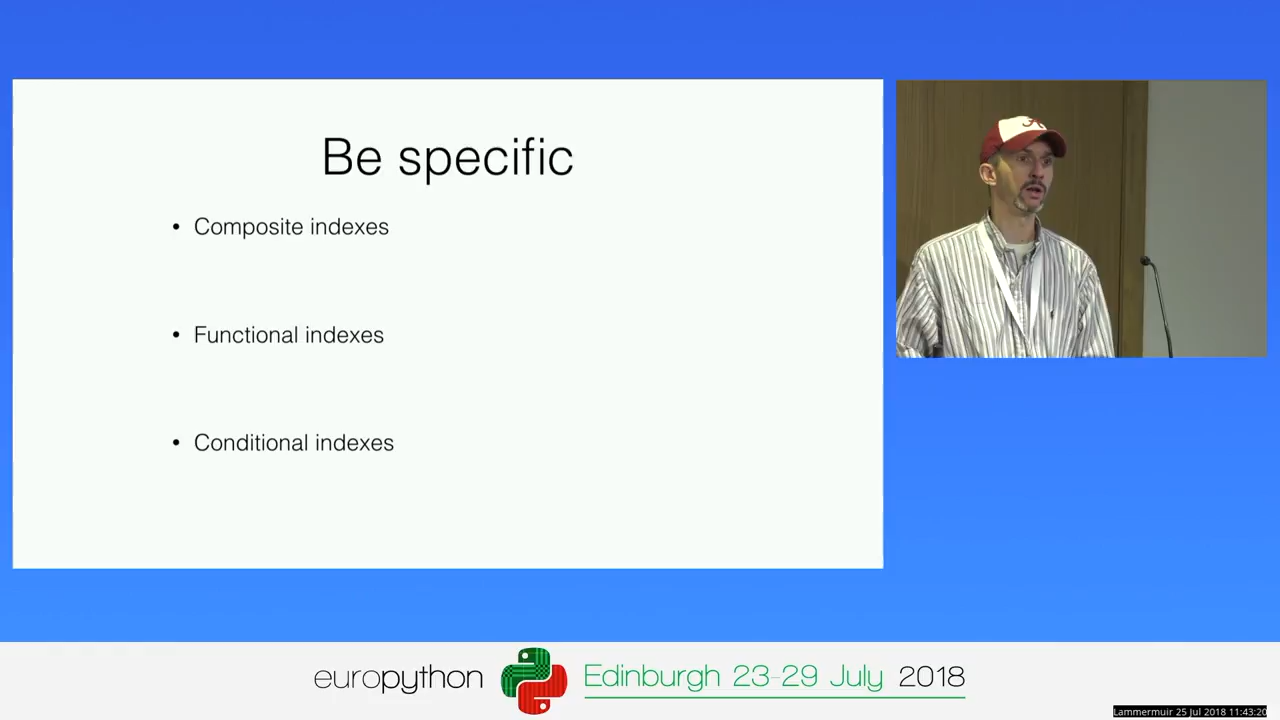 Be specific
• Composite indexes
• Functional indexes
• Conditional indexes
A
europython Edinburgh 23-29 July 2018
Lammermuir 25 Jul 2018 11:43:20